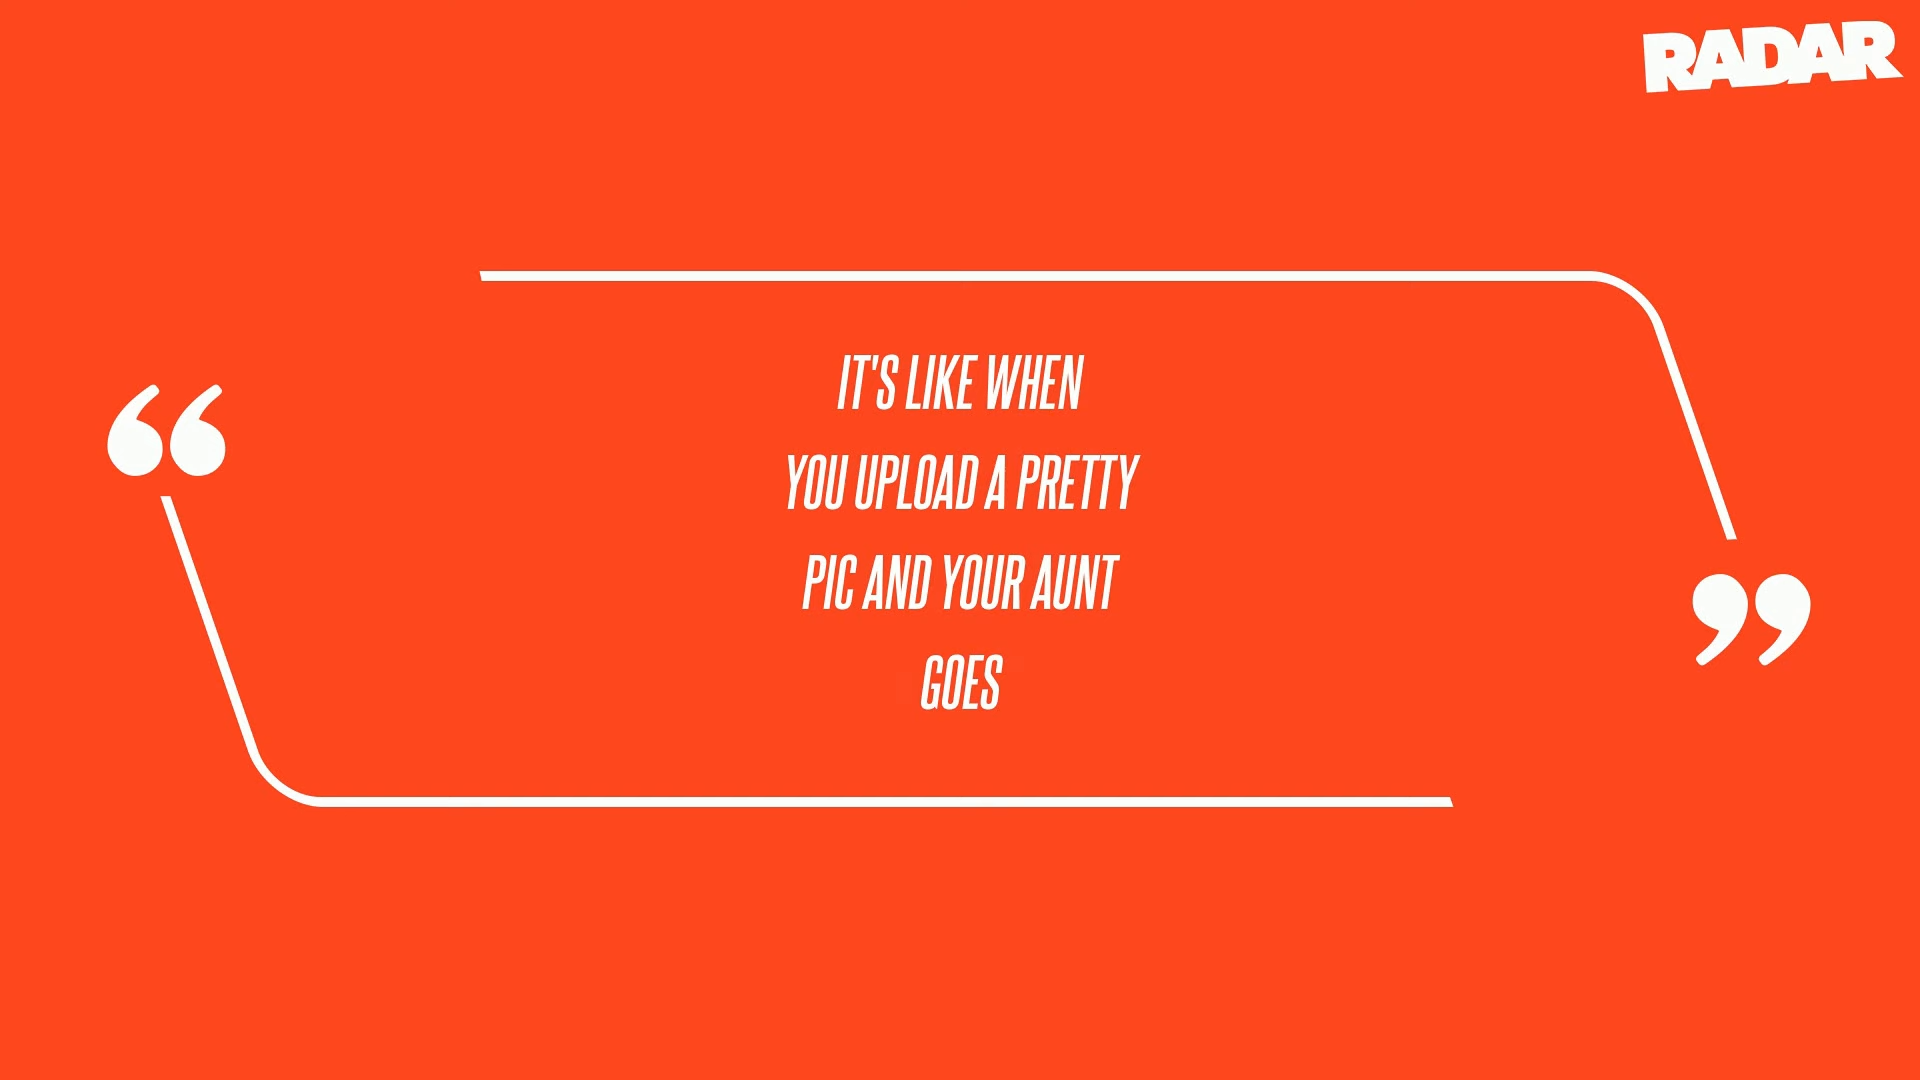 RADAR
IT'S LIKE WHEN
YOU UPLOAD A PRETTY
PIC AND YOUR AUNT
GOES